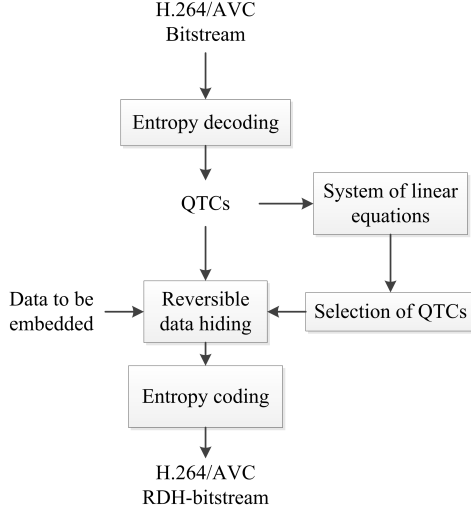 H.264/AVC
Bitstream
Entropy decoding
QTCs
System of linear
equations
Data to be
embedded
Reversible
data hiding
Selection of QTCs
Entropy coding
H.264/AVC
RDH-bitstream